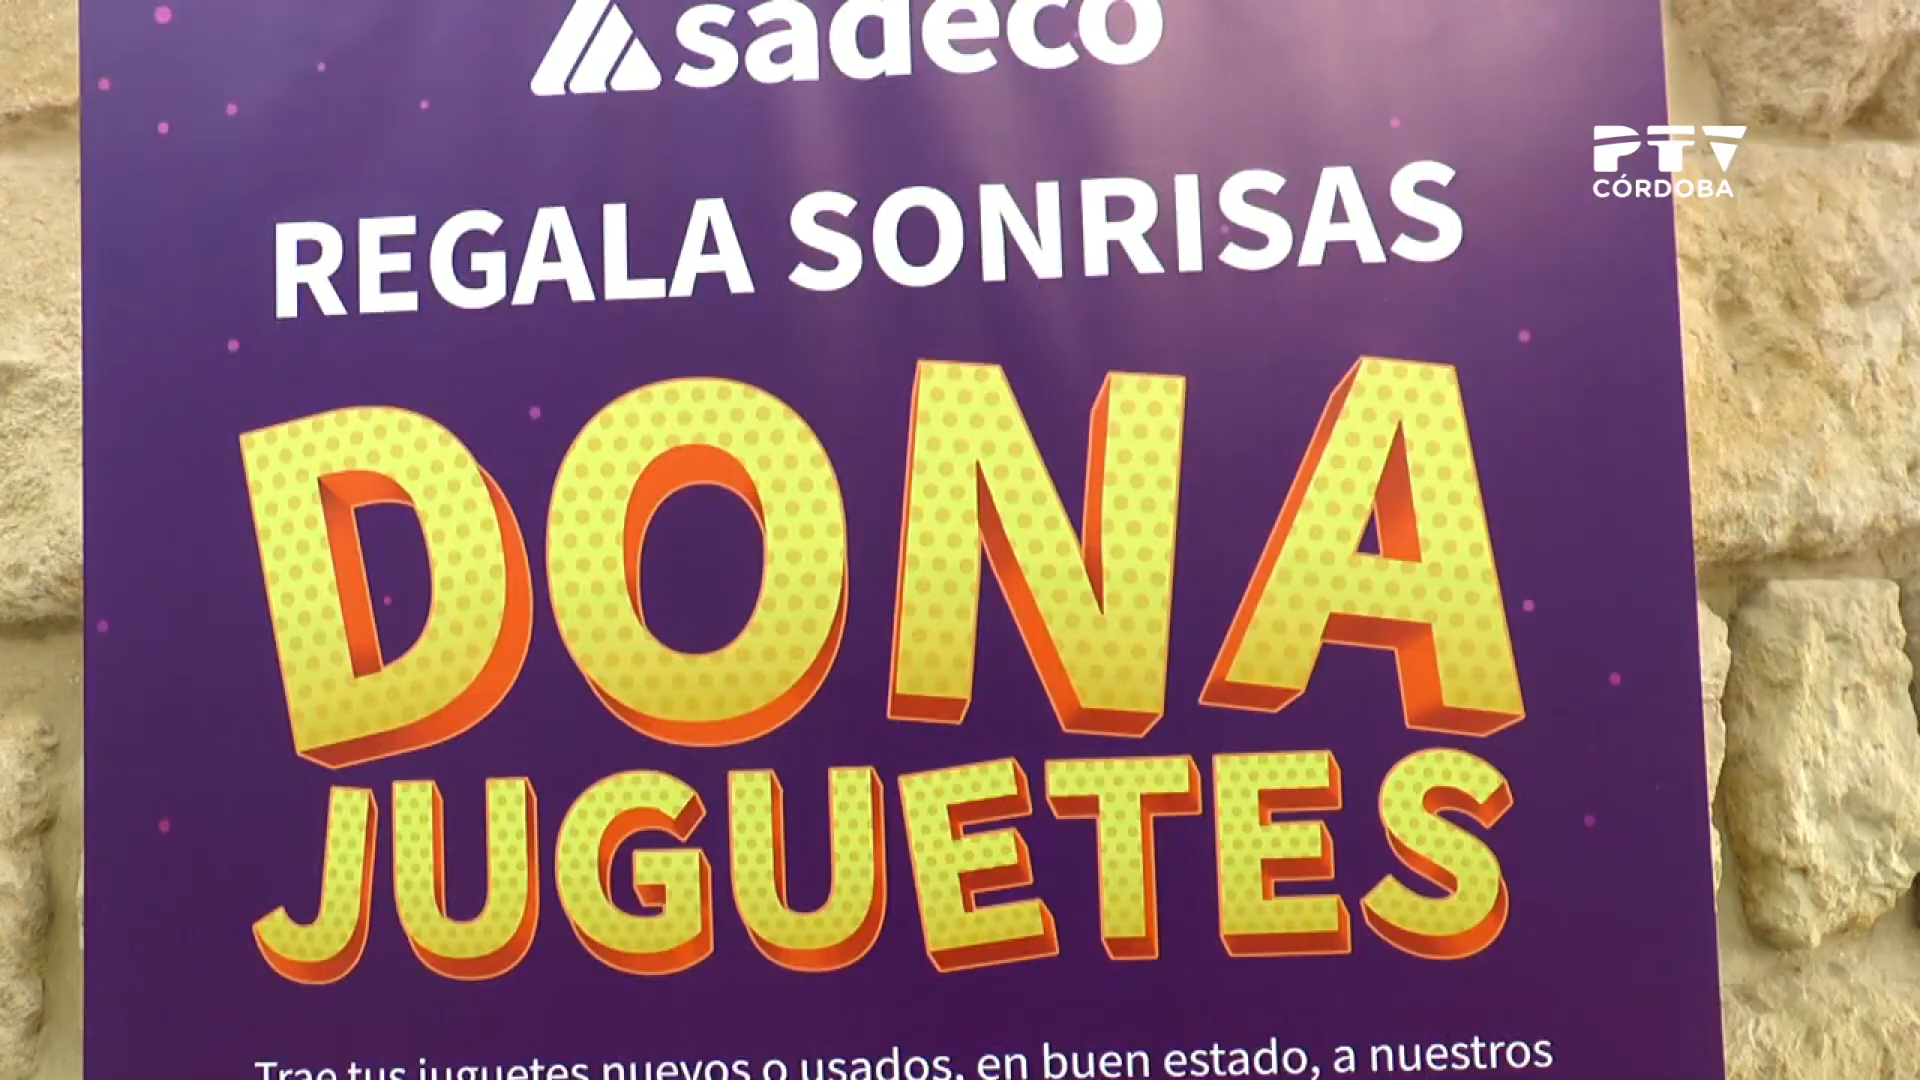 sadeco
PTV
CÓRDOBA
REGALA SONRISAS
DONA
JUGUETES
Trae tus juguetes nuevos o usados, en buen estado, a nuestros